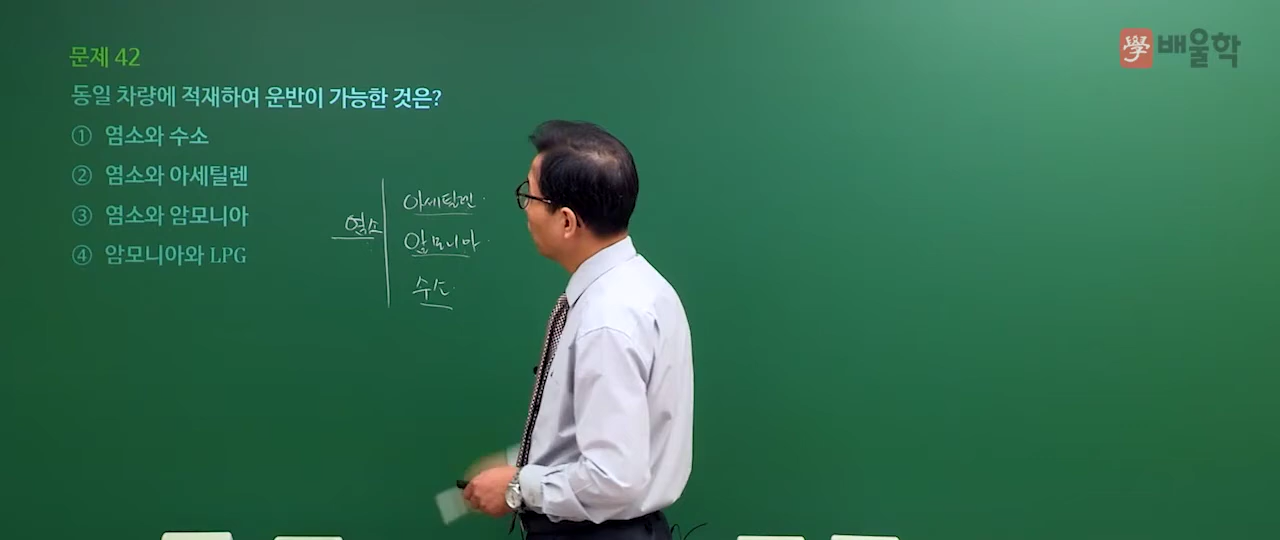 學배울학
문제 42
동일 차량에 적재하여 운반이 가능한 것은?
① 염소와 수소
② 염소와 아세틸렌
③ 염소와 암모니아
④ 암모니아와 LPG
아세틸렌
염소
암모니아
수소